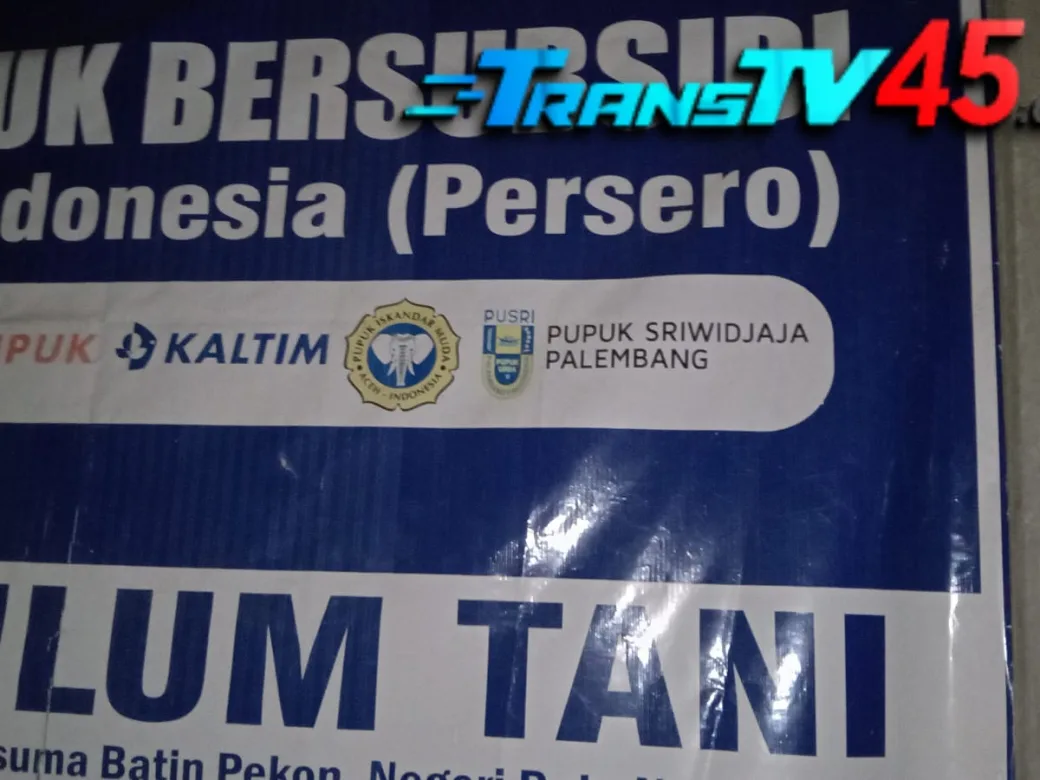 TRANSTV45
UK BERSUBSIDI
donesia (Persero)
PUK KALTIM
PUPUK ISKANDAR MUDA
ACEH - INDONESIA
PUSRI
PUPUK SRIWIDJAJA
PALEMBANG
LUM TANI
suma Batin Pekon Negeri